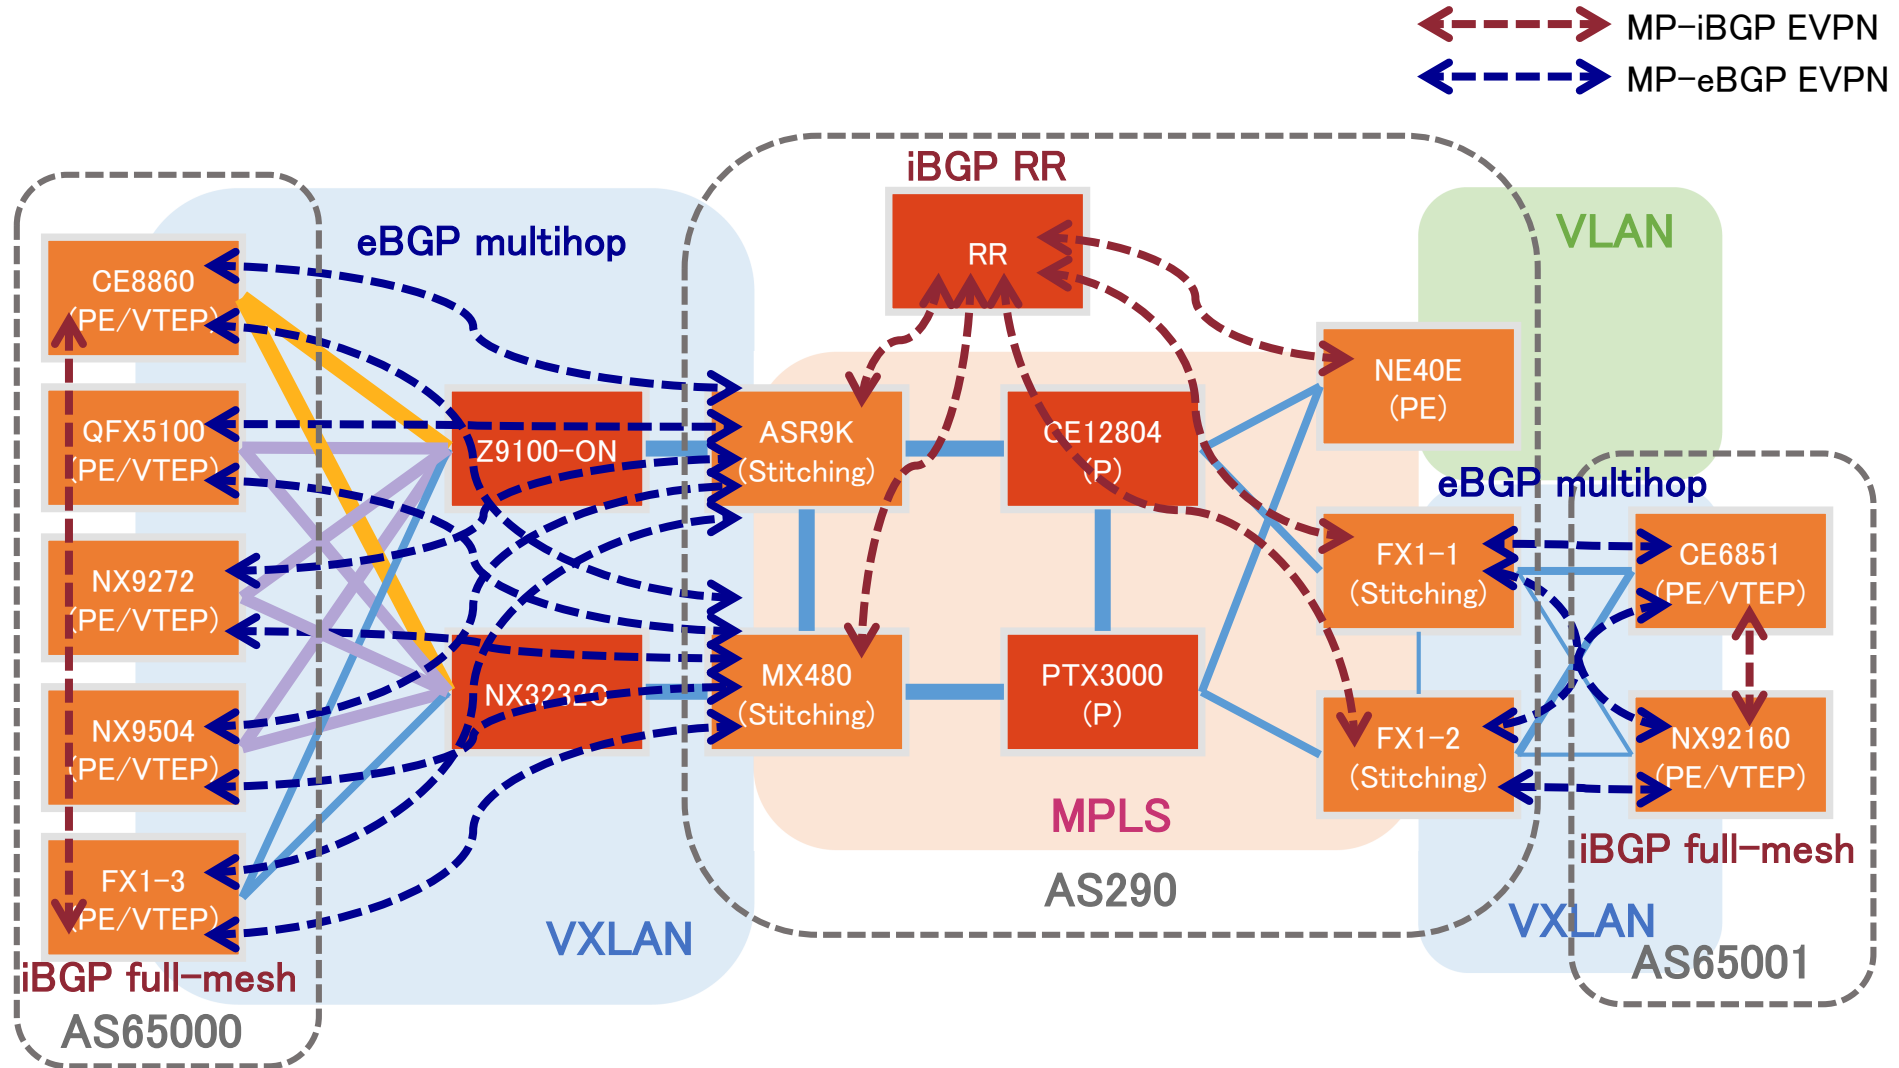 MP-iBGP EVPN
MP-eBGP EVPN
iBGP RR
RR
eBGP multihop
VLAN
CE8860
(PE/VTEP)
QFX5100
(PE/VTEP)
NX9272
(PE/VTEP)
NX9504
(PE/VTEP)
FX1-3
(PE/VTEP)
iBGP full-mesh
AS65000
Z9100-ON
NX3232C
VXLAN
ASR9K
(Stitching)
MX480
(Stitching)
CE12804
(P)
PTX3000
(P)
MPLS
AS290
NE40E
(PE)
FX1-1
(Stitching)
FX1-2
(Stitching)
eBGP multihop
CE6851
(PE/VTEP)
NX92160
(PE/VTEP)
iBGP full-mesh
VXLAN
AS65001